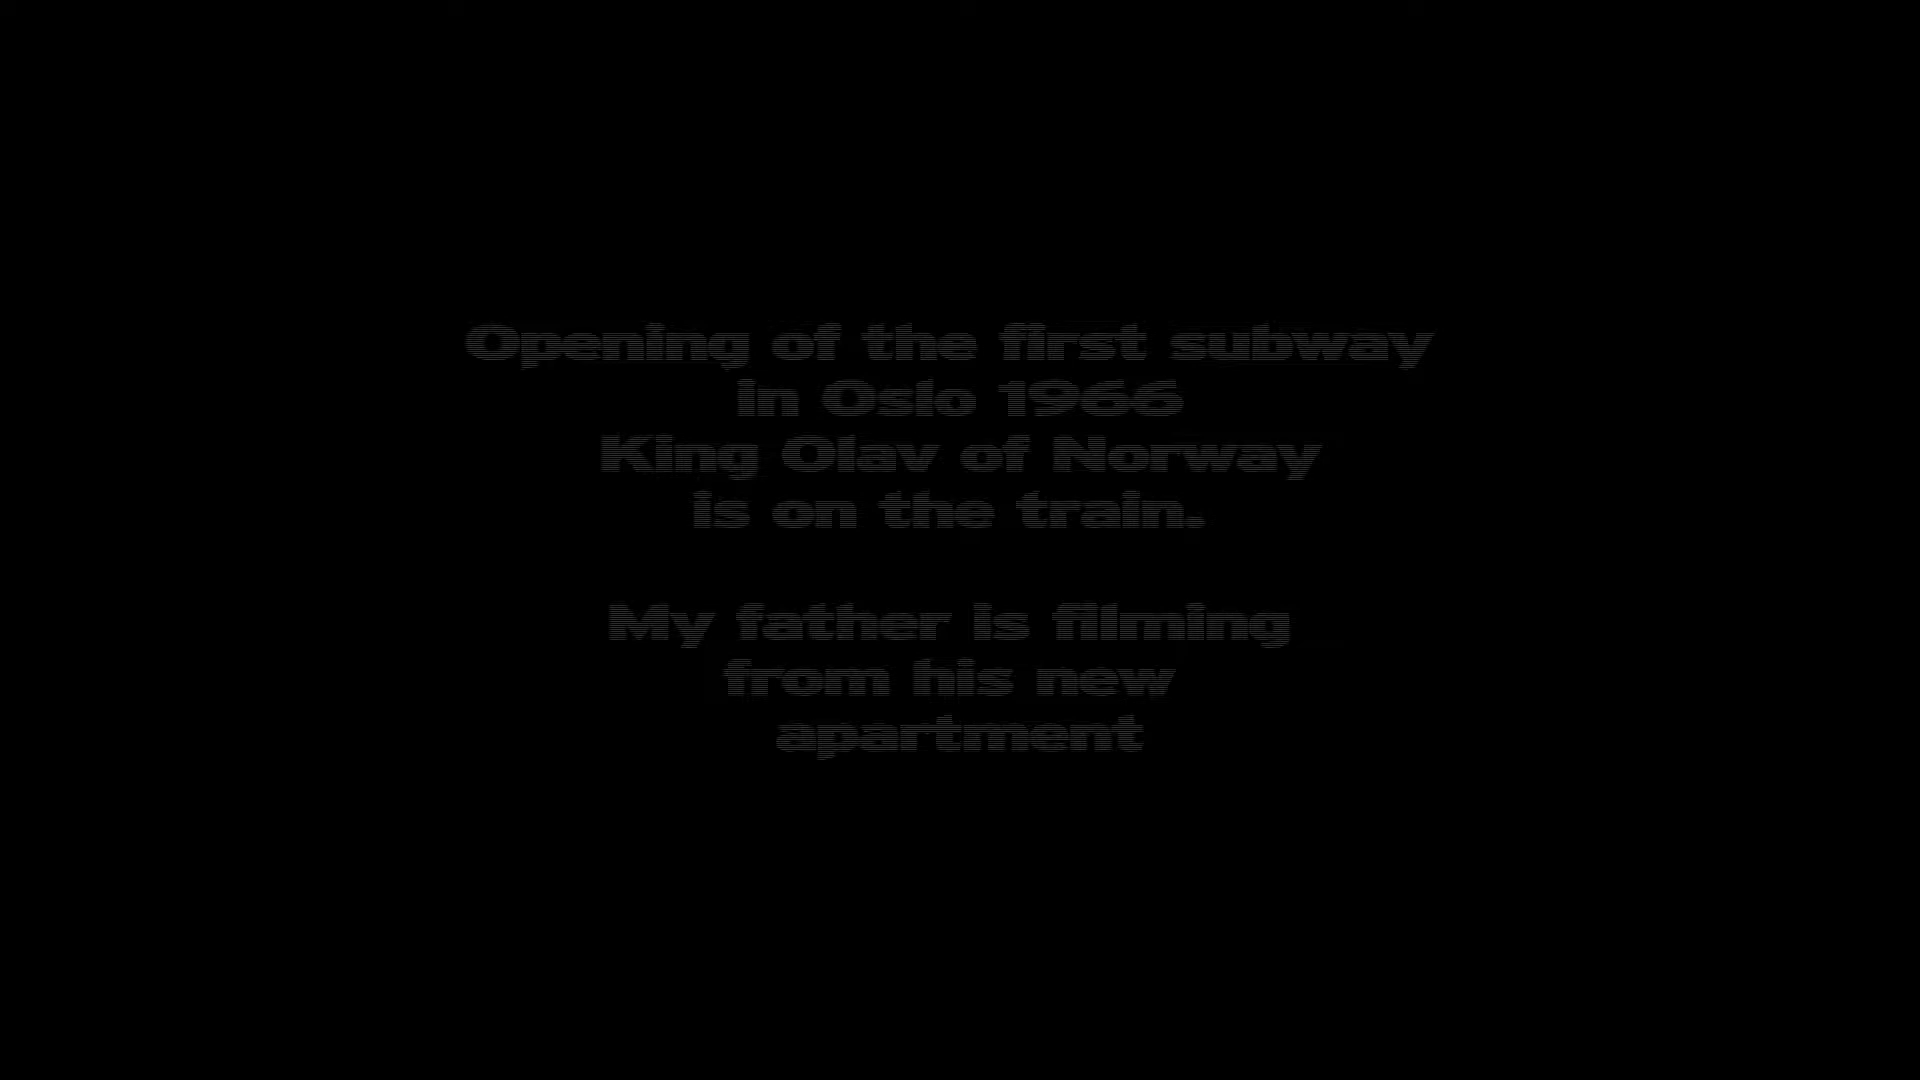 Opening of the first subway
in Oslo 1966
King Olav of Norway
is on the train.
My father is filming
from his new
apartment